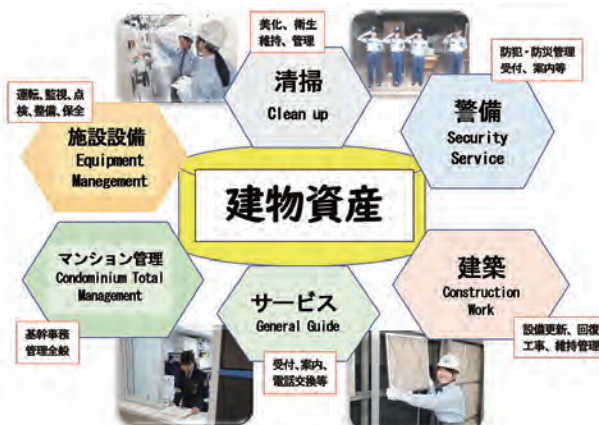 美化、衛生
維持、管理
清掃
Clean up
防犯・防災管理
受付、案内等
警備
Security
Service
運転、監視、点
検、整備、保全
施設設備
Equipment
Manegement
建物資産
マンション管理
Condominium Total
Management
基幹事務
管理全般
サービス
General Guide
受付、案内、
電話交換等
建築
Construction
Work
設備更新、回復
工事、維持管理